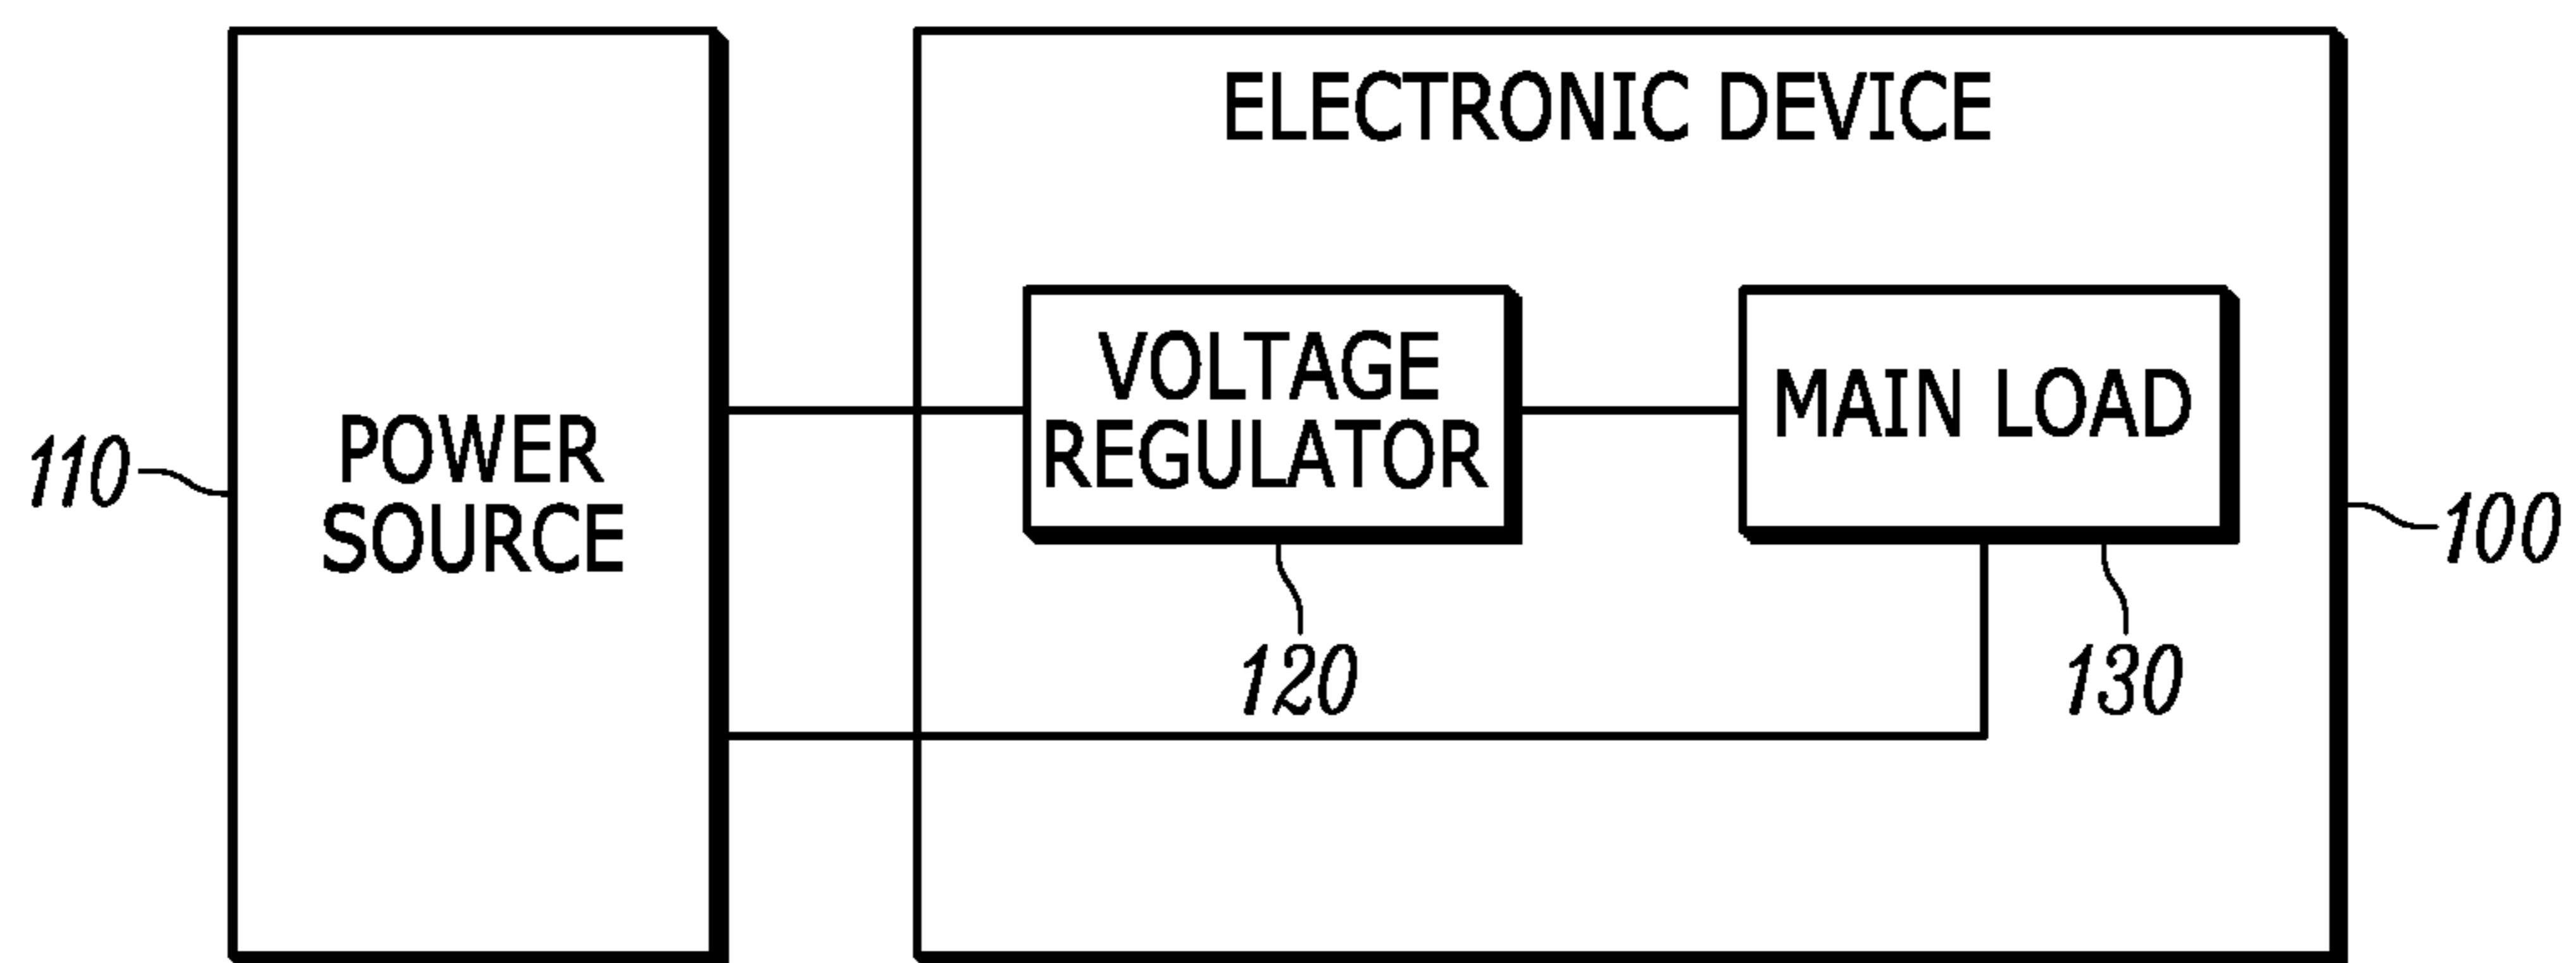 ELECTRONIC DEVICE
VOLTAGE
REGULATOR
MAIN LOAD
POWER
SOURCE
110
100
120
130